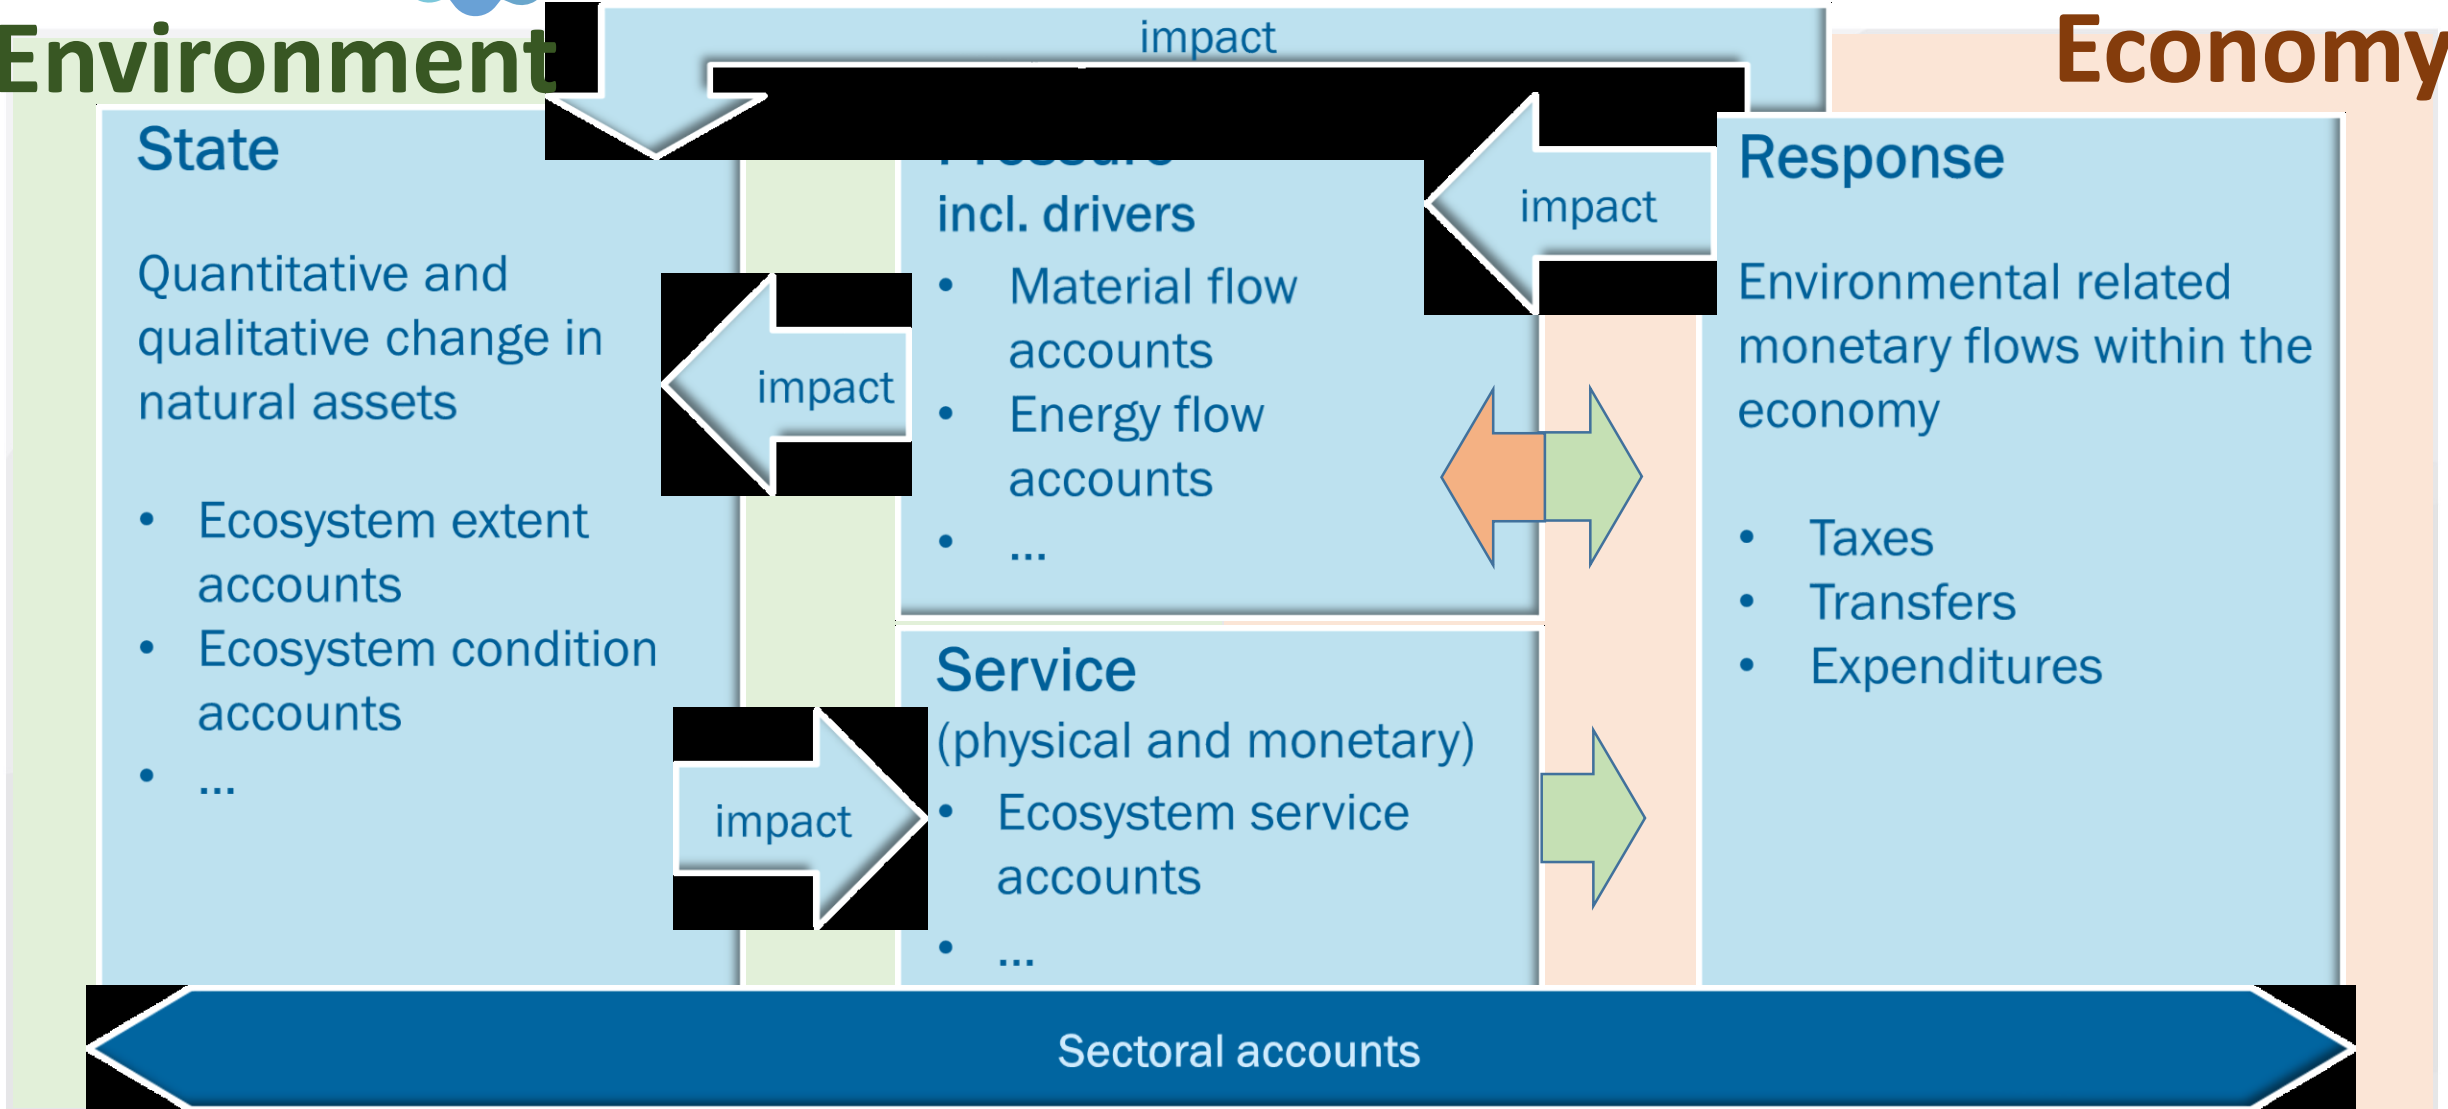 Environment
Economy
impact
State
Quantitative and
qualitative change in
natural assets
• Ecosystem extent
accounts
• Ecosystem condition
accounts
• ...
impact
impact
Pressure
incl. drivers
• Material flow
accounts
• Energy flow
accounts
• ...
Service
(physical and monetary)
• Ecosystem service
accounts
• ...
impact
Response
Environmental related
monetary flows within the
economy
• Taxes
• Transfers
• Expenditures
Sectoral accounts